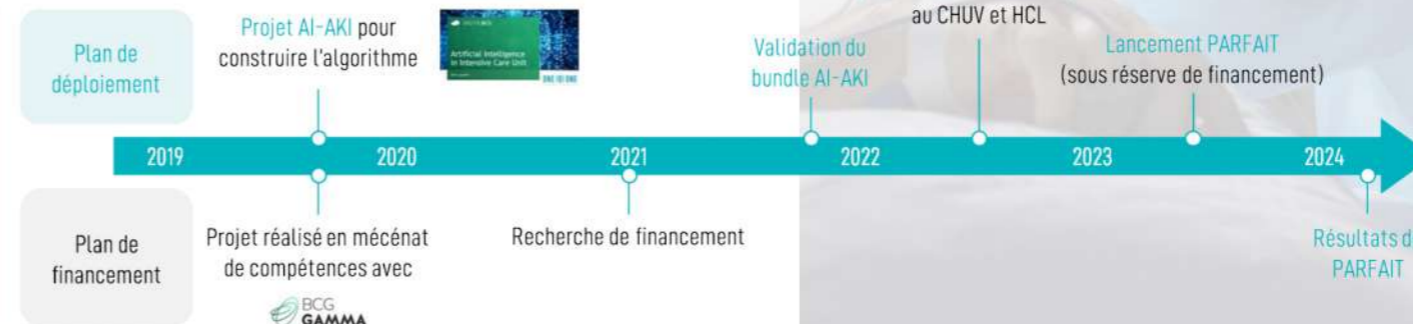 au CHUV et HCL
Projet AI-AKI pour
construire l'algorithme
Artificial Intelligence
in Intensive Care Unit
Plan de
déploiement
Validation du
bundle AI-AKI
Lancement PARFAIT
(sous réserve de financement)
2019
2020
2021
2022
2023
2024
Plan de
financement
Projet réalisé en mécénat
de compétences avec
BCG
GAMMA
Recherche de financement
Résultats d
PARFAIT